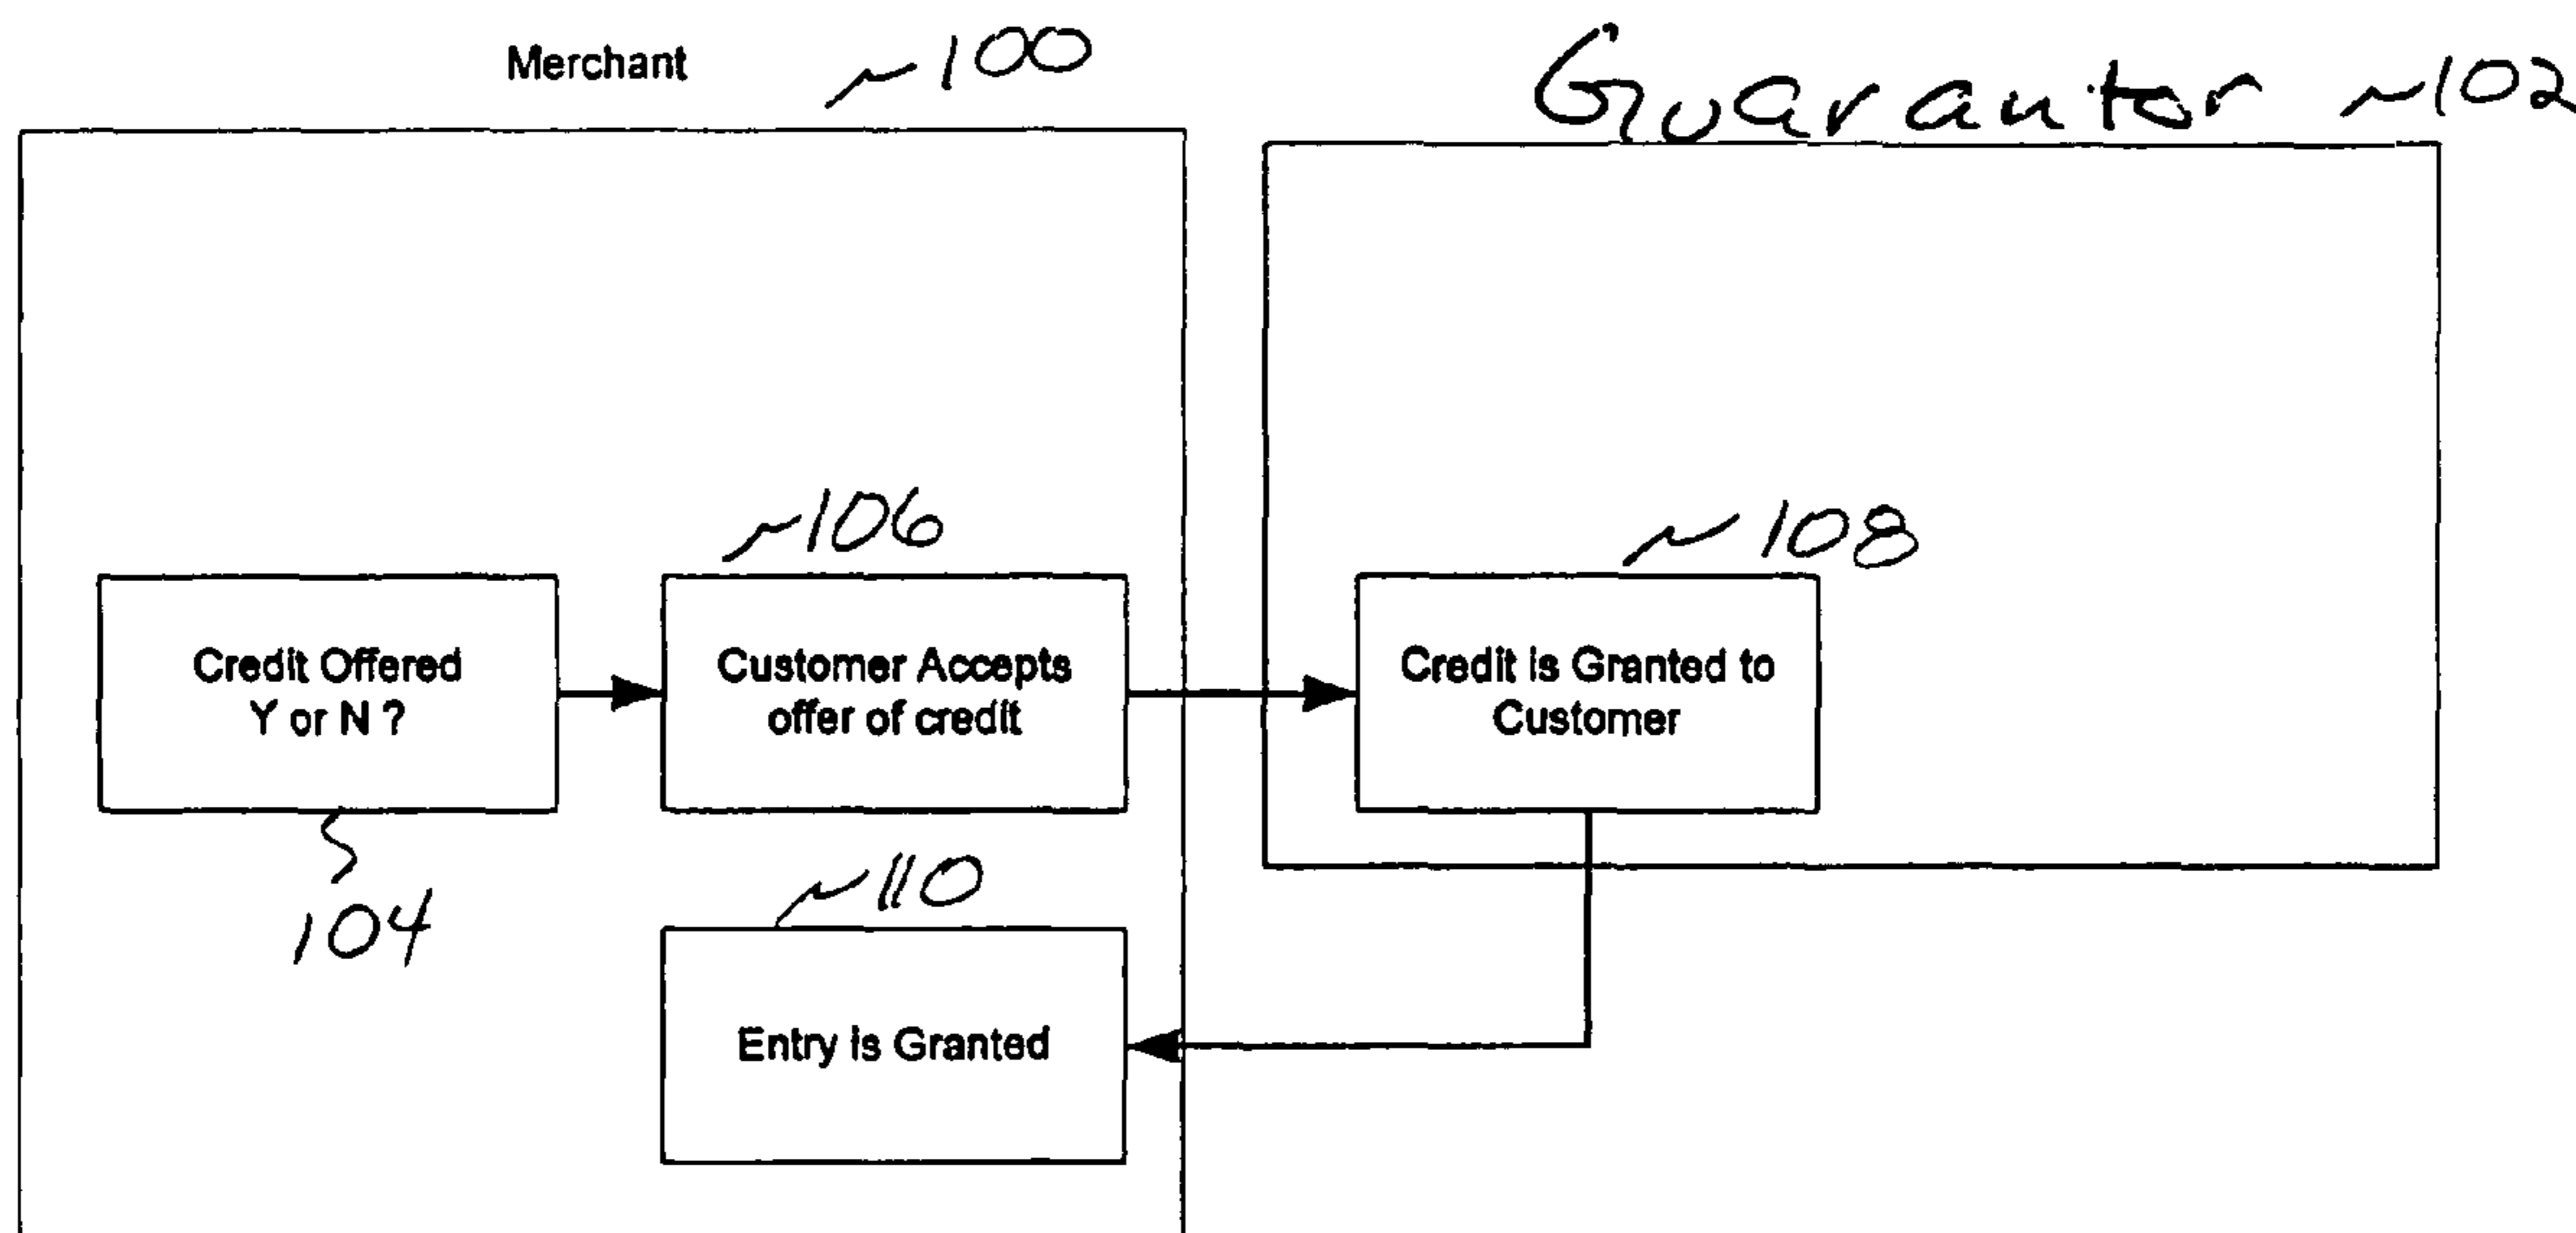 Merchant ~100
Guarantor ~102
~106
~108
Credit Offered
Y or N ?
Customer Accepts
offer of credit
Credit is Granted to
Customer
104
~110
Entry is Granted